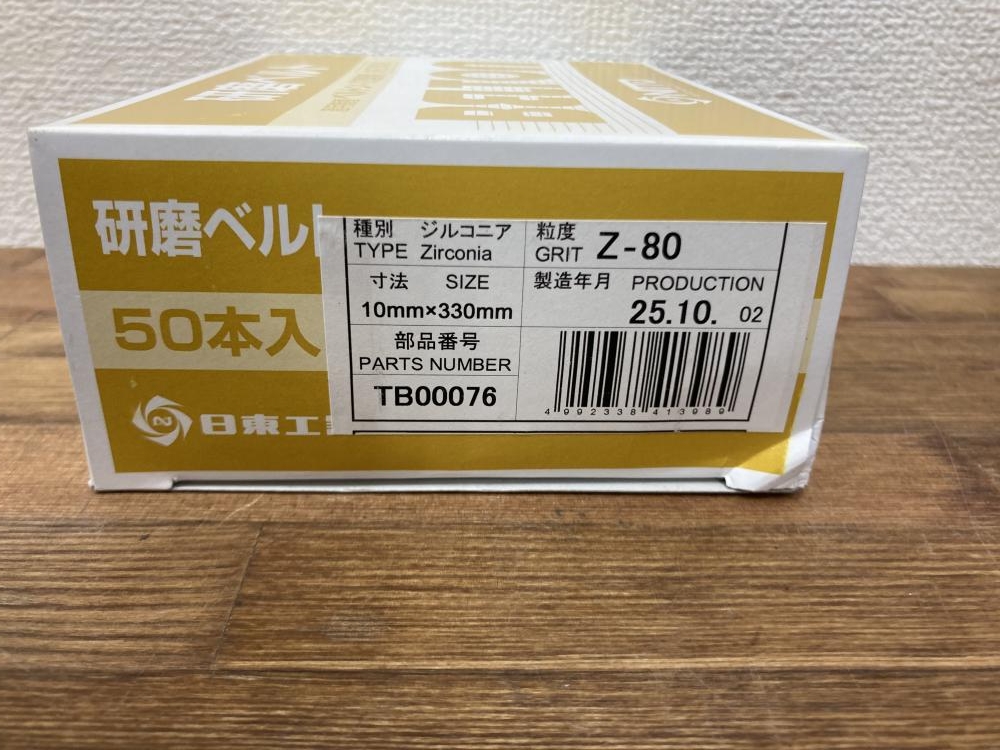 研磨ベルト
50本入
日東工
種別 ジルコニア
TYPE Zirconia
粒度
GRIT Z-80
寸法 SIZE
10mm×330mm
製造年月 PRODUCTION
25.10. 02
部品番号
PARTS NUMBER
TB00076
4992338413989